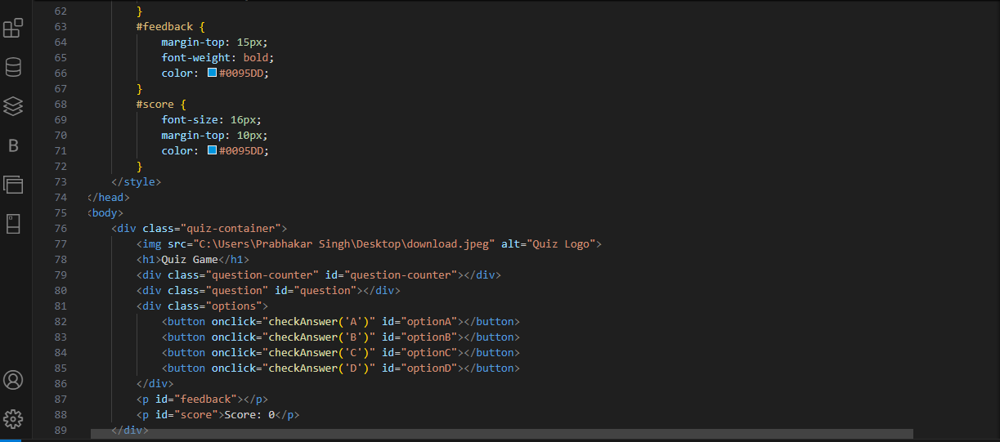 62 }
63 #feedback {
64 margin-top: 15px;
65 font-weight: bold;
66 color: #0095DD;
67 }
68 #score {
69 font-size: 16px;
70 margin-top: 10px;
71 color: #0095DD;
72 }
73 </style>
74 </head>
75 <body>
76 <div class="quiz-container">
77 <img src="C:\Users\Prabhakar Singh\Desktop\download.jpeg" alt="Quiz Logo">
78 <h1>Quiz Game</h1>
79 <div class="question-counter" id="question-counter"></div>
80 <div class="question" id="question"></div>
81 <div class="options">
82 <button onclick="checkAnswer('A')" id="optionA"></button>
83 <button onclick="checkAnswer('B')" id="optionB"></button>
84 <button onclick="checkAnswer('C')" id="optionC"></button>
85 <button onclick="checkAnswer('D')" id="optionD"></button>
86 </div>
87 <p id="feedback"></p>
88 <p id="score">Score: 0</p>
89 </div>
B